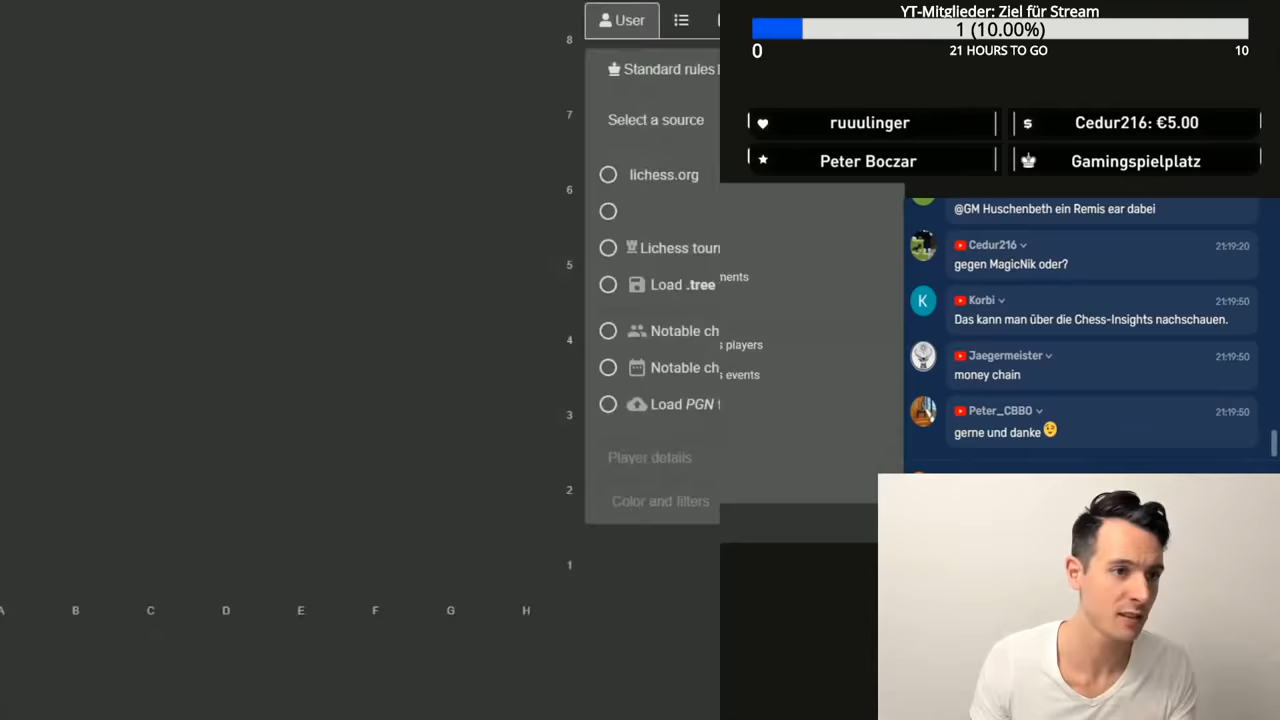 User
YT-Mitglieder: Ziel für Stream
1 (10.00%)
0
21 HOURS TO GO
10
ruuulinger
$ Cedur216: €5.00
Peter Boczar
Gamingspielplatz
Standard rules
Select a source
lichess.org
Lichess tourn
ments
Load .tree
Notable ch
s players
Notable ch
s events
Load PGN f
Player details
Color and filters
8
7
6
5
4
3
2
1
A B C D E F G H
@GM Huschenbeth ein Remis ear dabei
Cedur216
21:19:20
gegen MagicNik oder?
K
Korbi
21:19:50
Das kann man über die Chess-Insights nachschauen.
Jaegermeister
21:19:50
money chain
Peter_CBBO
21:19:50
gerne und danke 😉